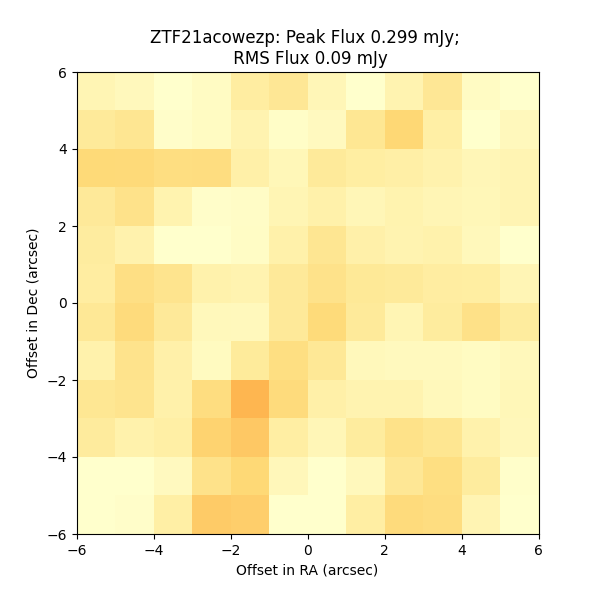 ZTF21acowezp: Peak Flux 0.299 mJy;
RMS Flux 0.09 mJy
6
4
2
0
−2
−4
−6
Offset in Dec (arcsec)
−6 −4 −2 0 2 4 6
Offset in RA (arcsec)